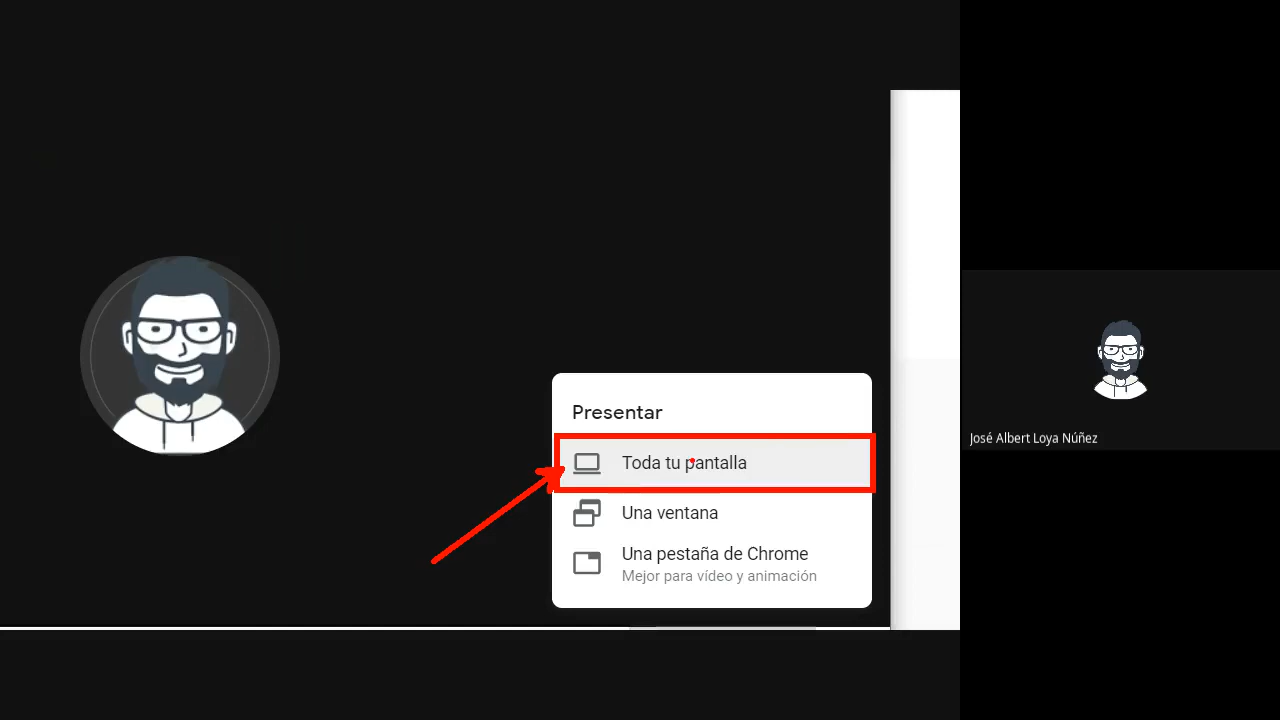 Presentar
Toda tu pantalla
Una ventana
Una pestaña de Chrome
Mejor para vídeo y animación
José Albert Loya Núñez